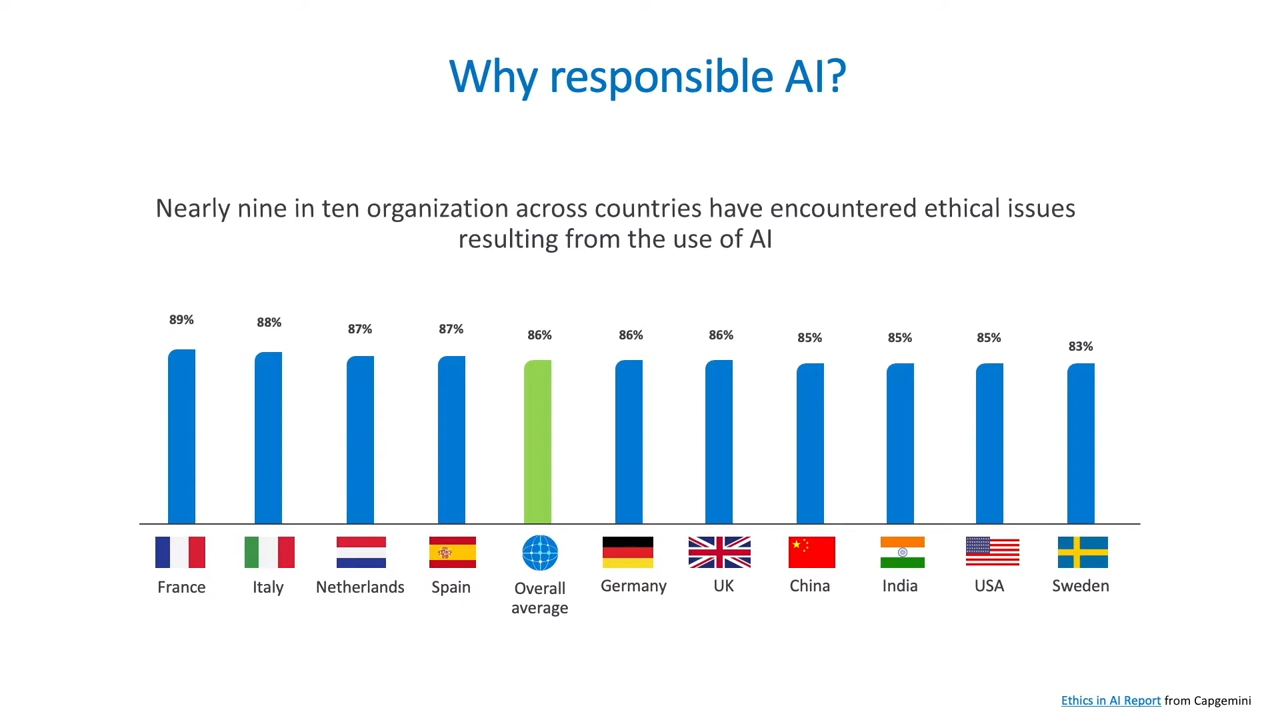 Why responsible AI?
Nearly nine in ten organization across countries have encountered ethical issues
resulting from the use of AI
89%
88%
87%
87%
86%
86%
86%
85%
85%
85%
83%
France
Italy
Netherlands
Spain
Overall
average
Germany
UK
China
India
USA
Sweden
Ethics in AI Report from Capgemini